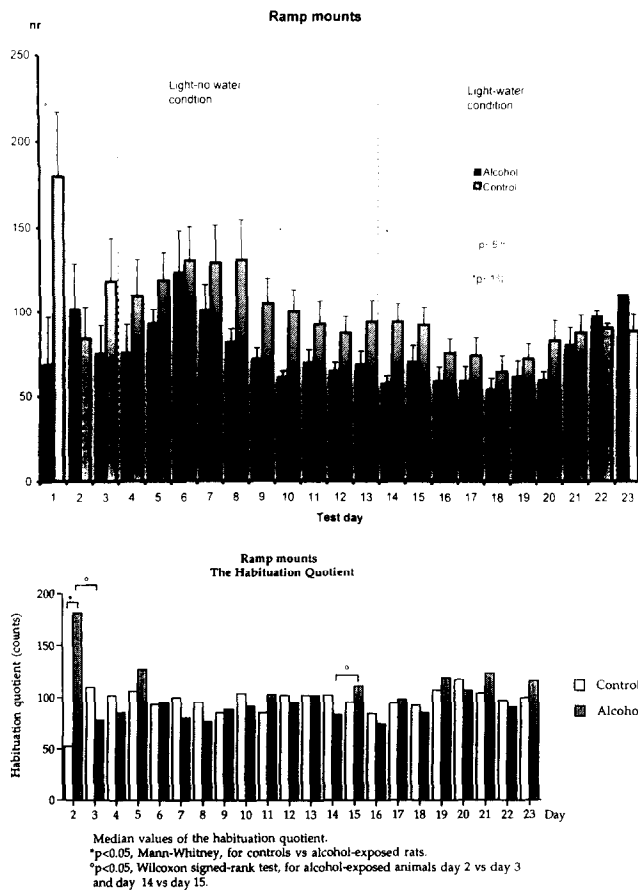 Ramp mounts
nr
250
Light-no water
condtion
Light-water
condition
200
Alcohol
Control
150
100
50
0
1 2 3 4 5 6 7 8 9 10 11 12 13 14 15 16 17 18 19 20 21 22 23
Test day
Ramp mounts
The Habituation Quotient
Habituation quotient (counts)
200
150
100
50
0
* °
°
Control
Alcohol
2 3 4 5 6 7 8 9 10 11 12 13 14 15 16 17 18 19 20 21 22 23 Day
Median values of the habituation quotient.
*p<0.05, Mann-Whitney, for controls vs alcohol-exposed rats.
°p<0.05, Wilcoxon signed-rank test, for alcohol-exposed animals day 2 vs day 3
and day 14 vs day 15.